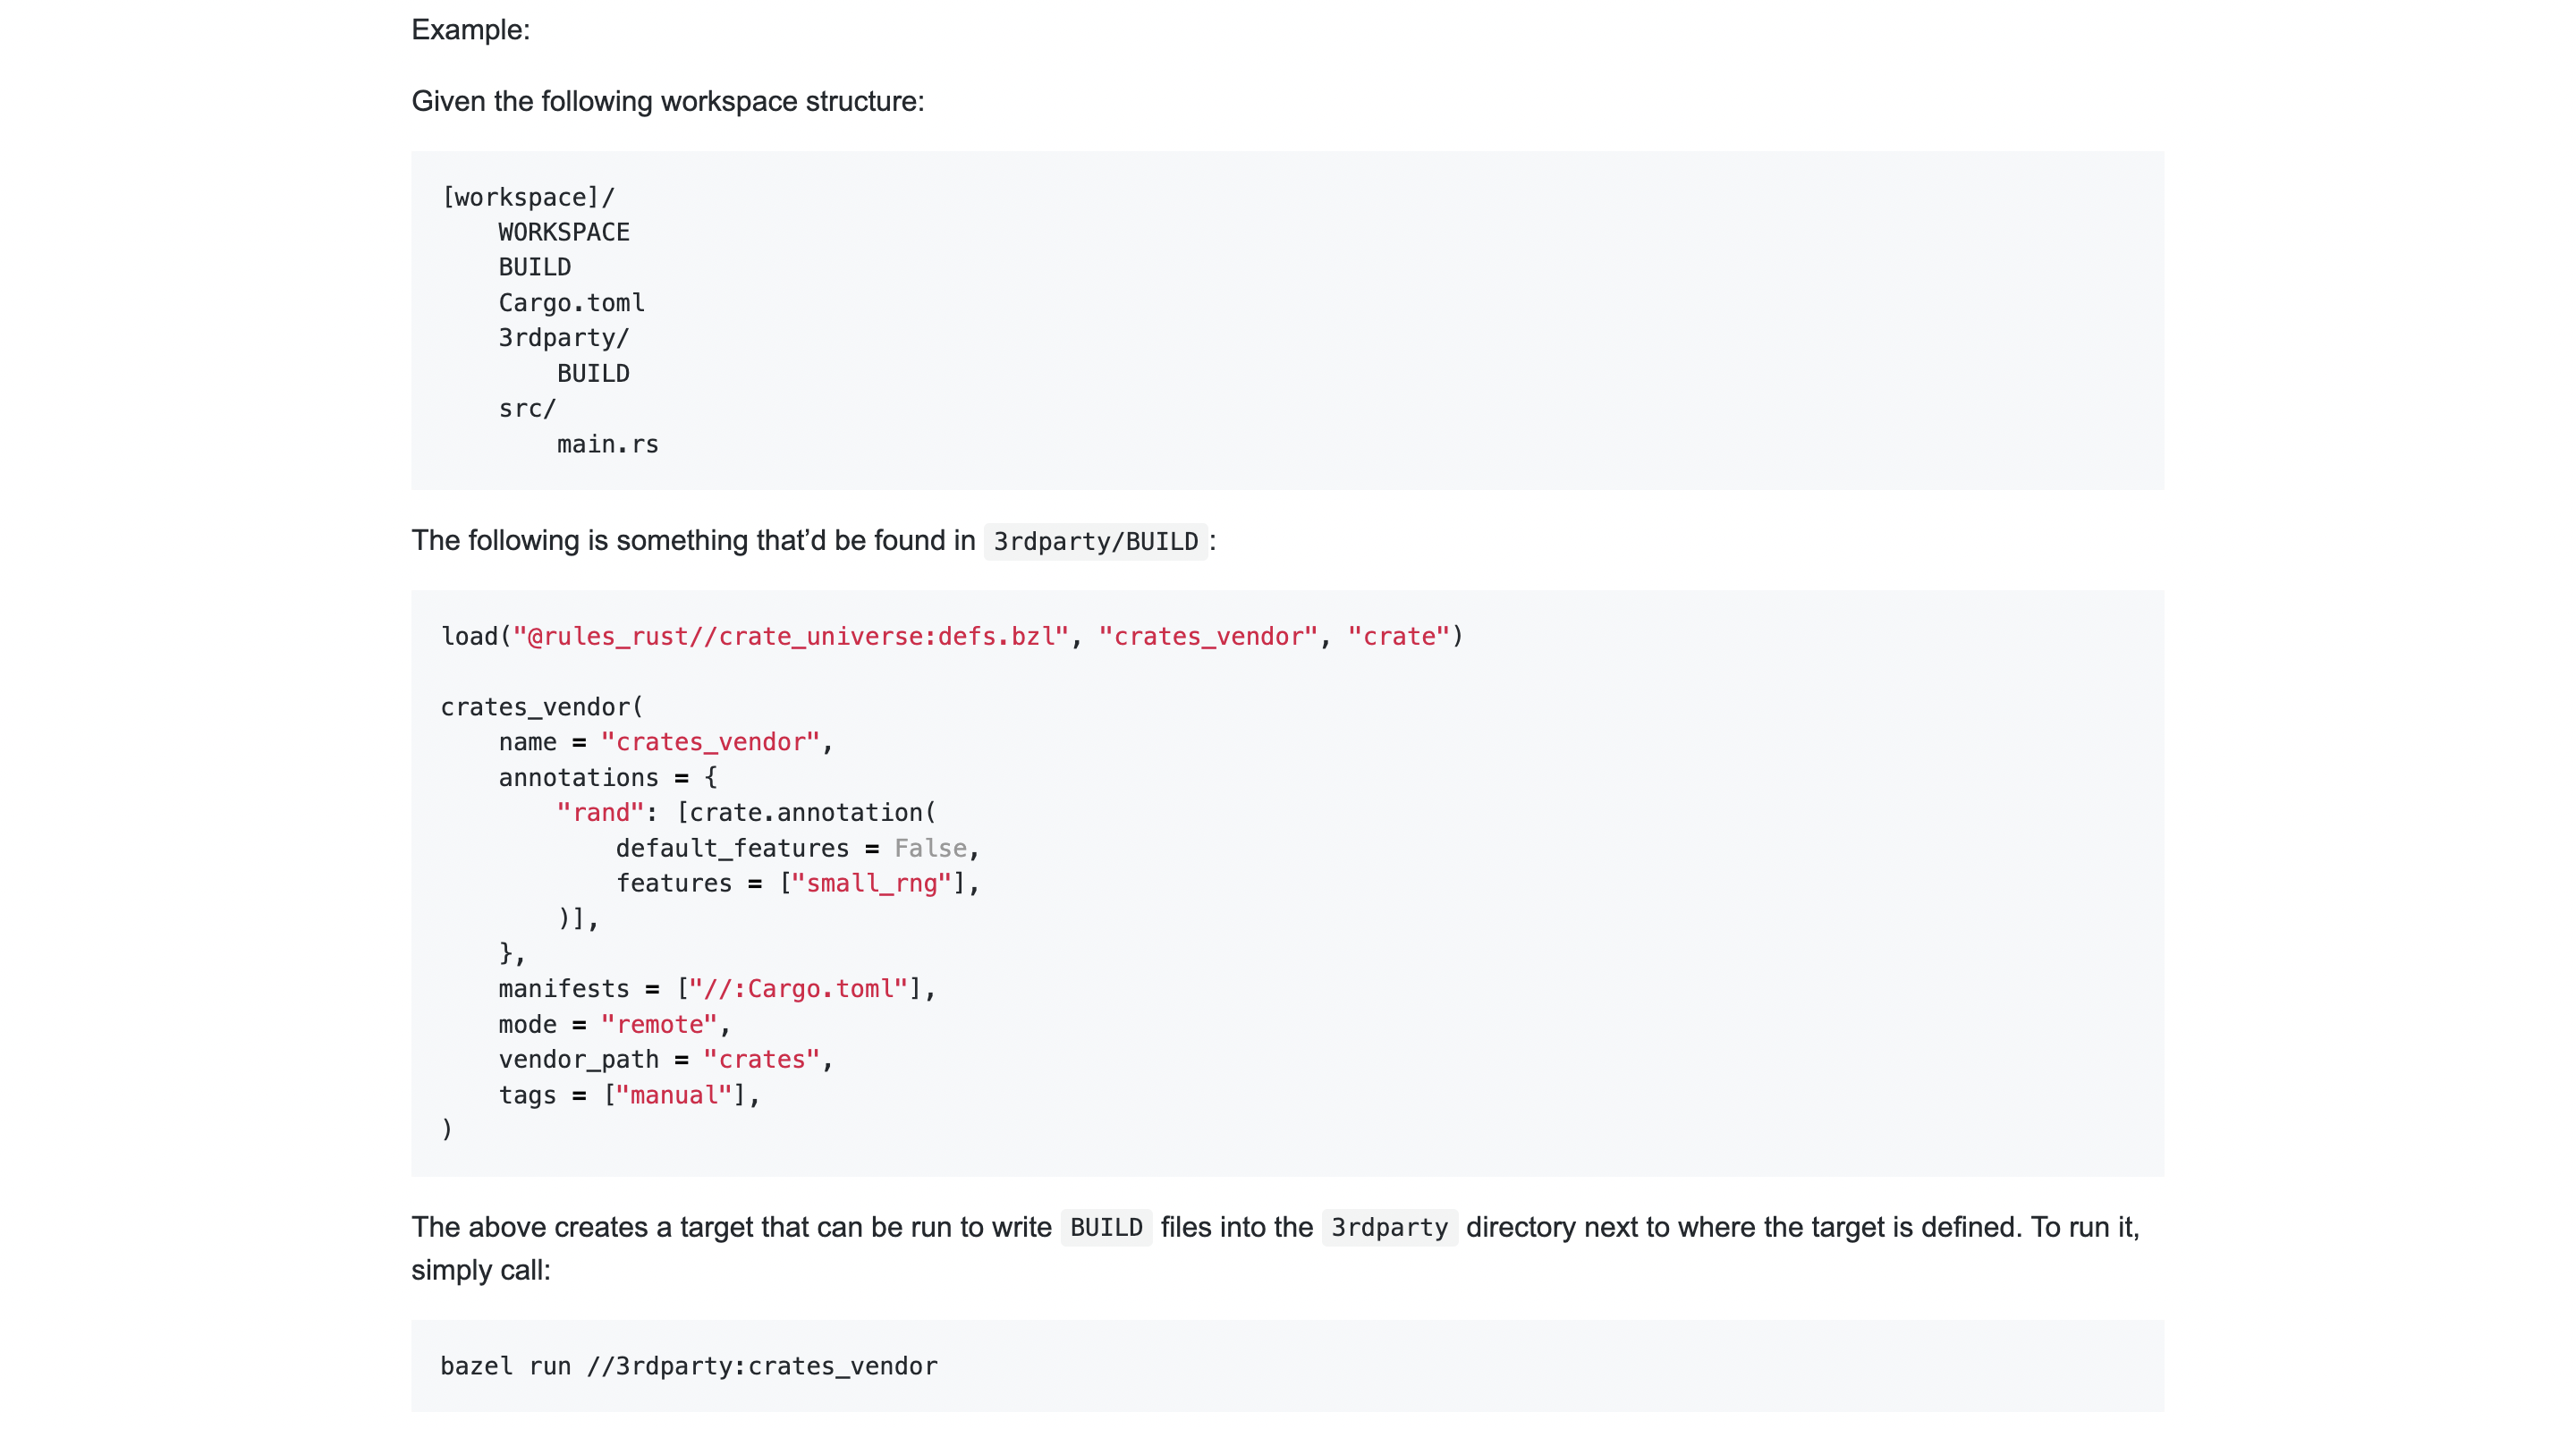 Example:
Given the following workspace structure:
[workspace]/
    WORKSPACE
    BUILD
    Cargo.toml
    3rdparty/
        BUILD
    src/
        main.rs
The following is something that’d be found in 3rdparty/BUILD:
load("@rules_rust//crate_universe:defs.bzl", "crates_vendor", "crate")
crates_vendor(
    name = "crates_vendor",
    annotations = {
        "rand": [crate.annotation(
            default_features = False,
            features = ["small_rng"],
        )],
    },
    manifests = ["//:Cargo.toml"],
    mode = "remote",
    vendor_path = "crates",
    tags = ["manual"],
)
The above creates a target that can be run to write BUILD files into the 3rdparty directory next to where the target is defined. To run it,
simply call:
bazel run //3rdparty:crates_vendor